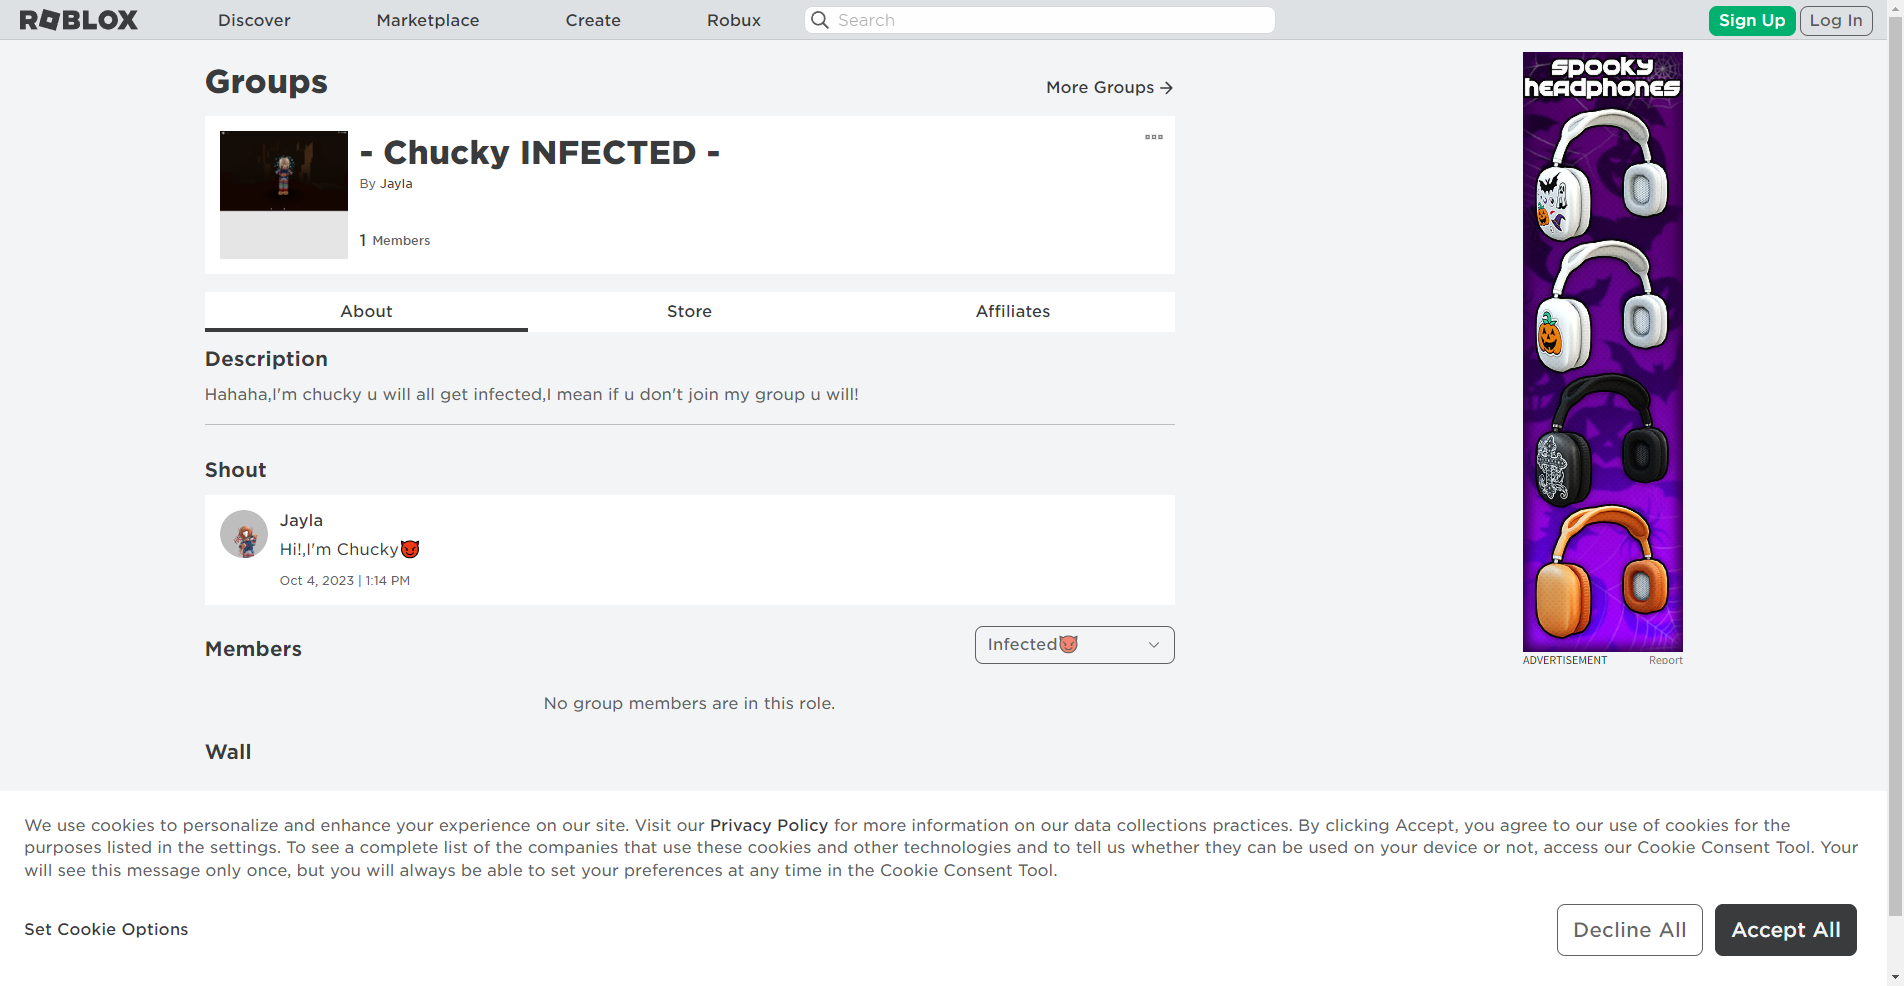 ROBLOX
Discover
Marketplace
Create
Robux
Search
Sign Up
Log In
Groups
More Groups →
- Chucky INFECTED -
By Jayla
1 Members
About
Store
Affiliates
Description
Hahaha,I'm chucky u will all get infected,I mean if u don't join my group u will!
Shout
Jayla
Hi!,I'm Chucky😈
Oct 4, 2023 | 1:14 PM
Members
Infected😈
No group members are in this role.
Wall
spooky
headphones
ADVERTISEMENT
Report
We use cookies to personalize and enhance your experience on our site. Visit our Privacy Policy for more information on our data collections practices. By clicking Accept, you agree to our use of cookies for the
purposes listed in the settings. To see a complete list of the companies that use these cookies and other technologies and to tell us whether they can be used on your device or not, access our Cookie Consent Tool. Your
will see this message only once, but you will always be able to set your preferences at any time in the Cookie Consent Tool.
Set Cookie Options
Decline All
Accept All